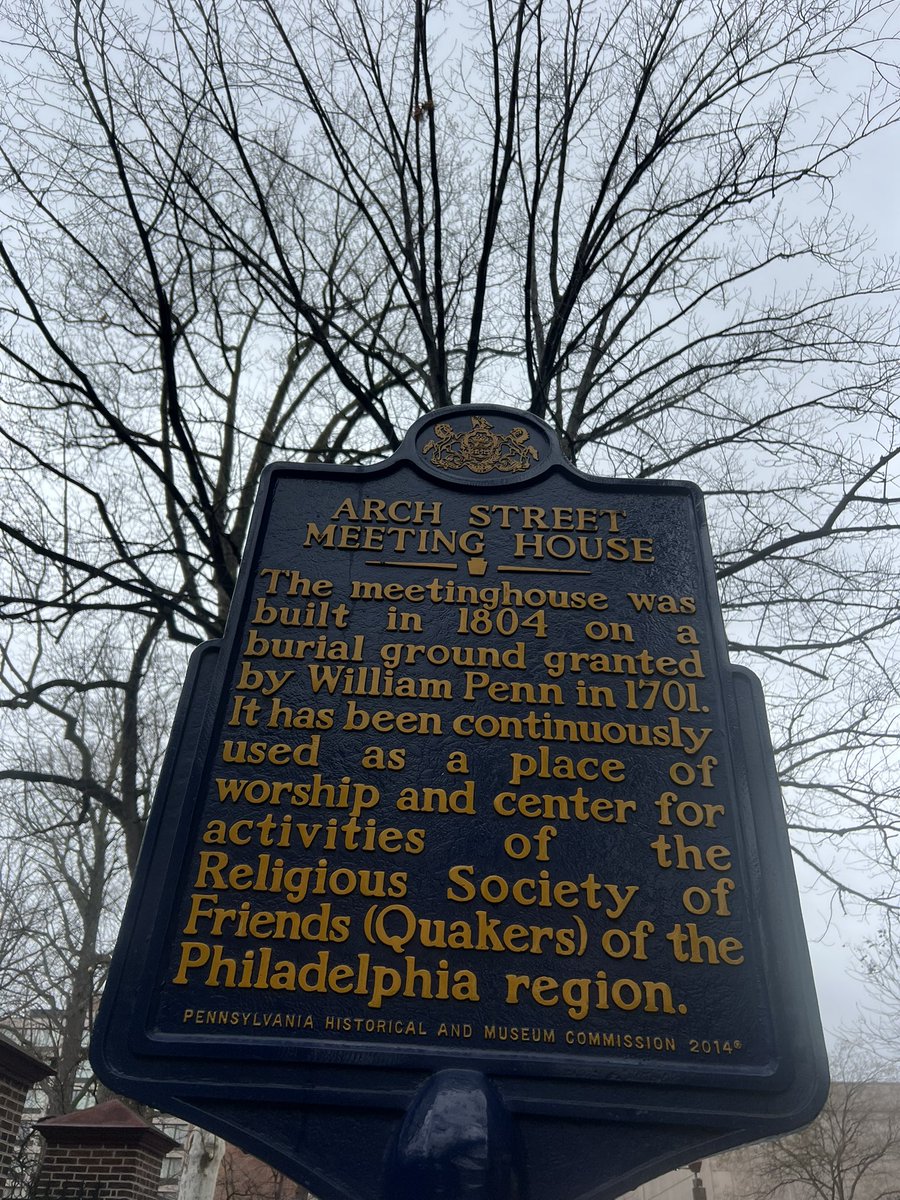 ARCH STREET
MEETING HOUSE
The meetinghouse was
built in 1804 on a
burial ground granted
by William Penn in 1701.
It has been continuously
used as a place of
worship and center for
activities of the
Religious Society of
Friends (Quakers) of the
Philadelphia region.
PENNSYLVANIA HISTORICAL AND MUSEUM COMMISSION 2014®